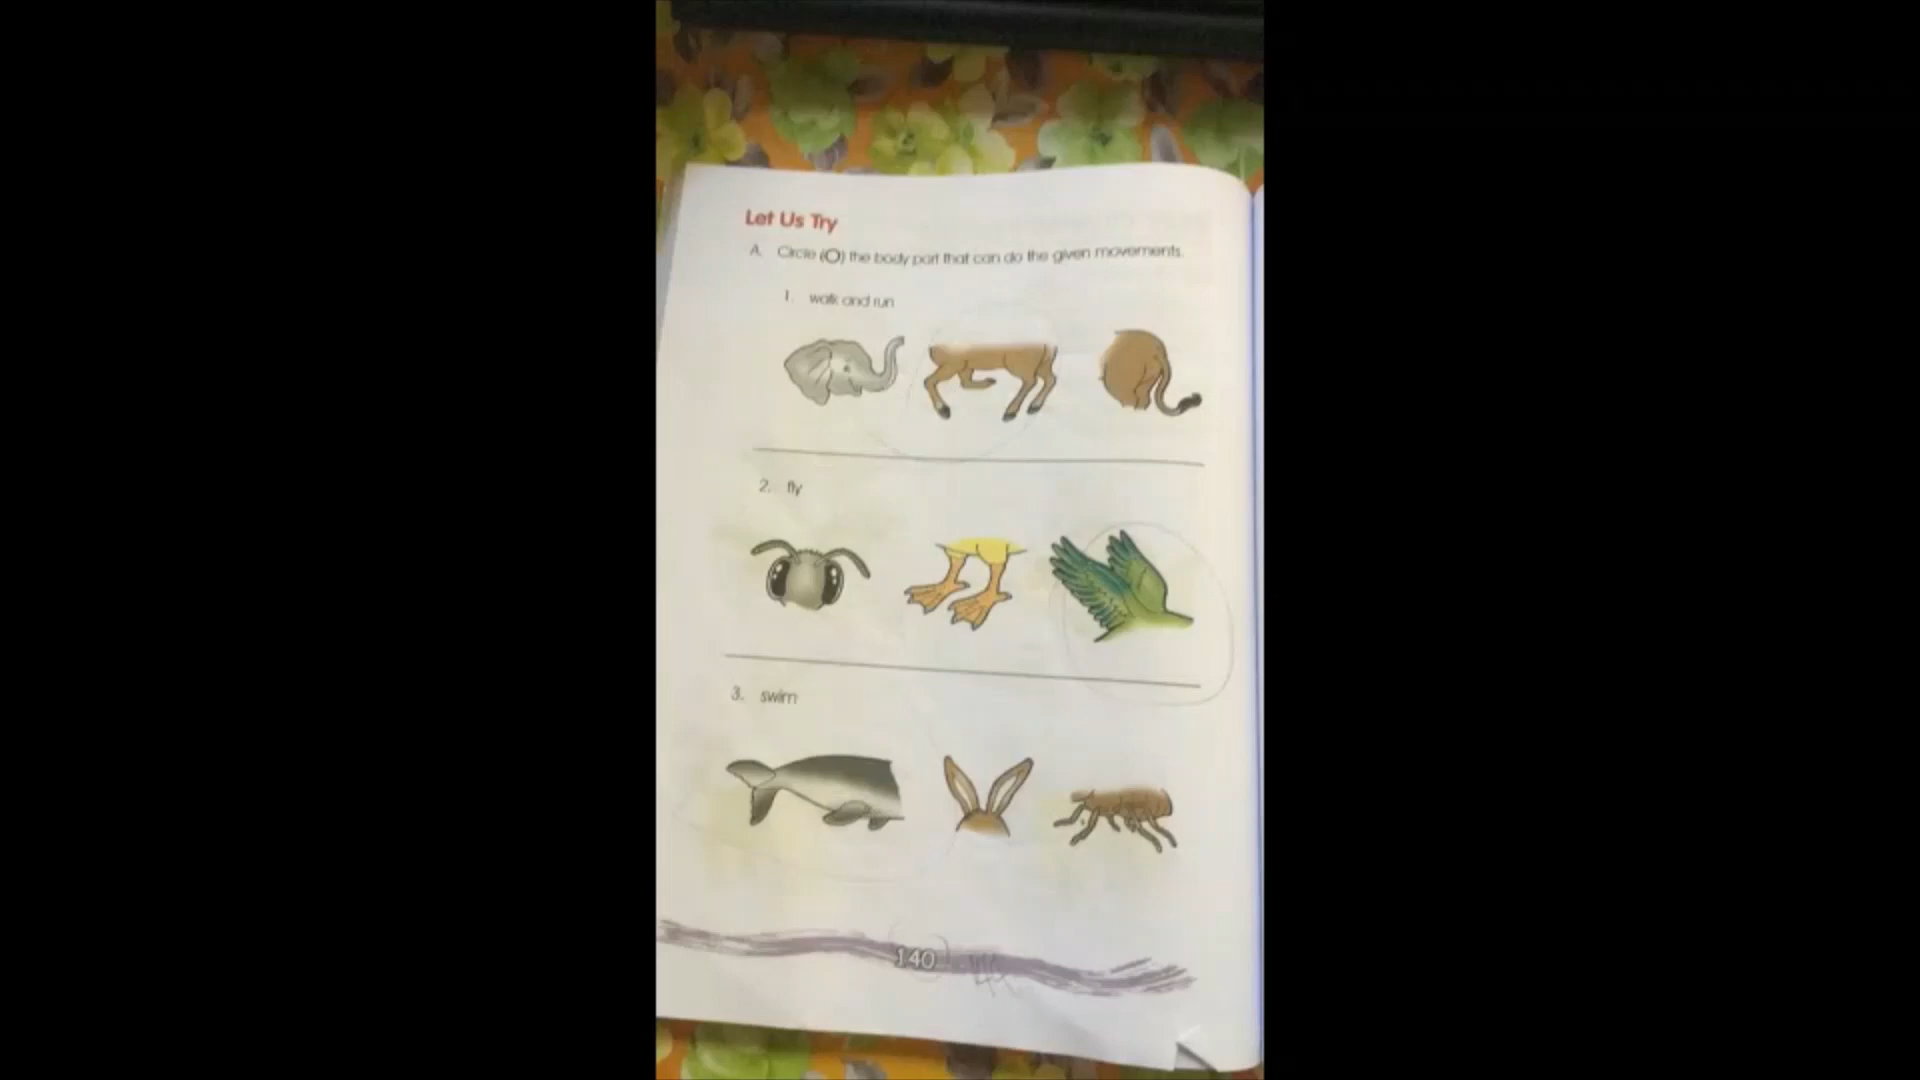 Let Us Try
A. Circle (O) the body part that can do the given movements.
1. walk and run
2. fly
3. swim
140